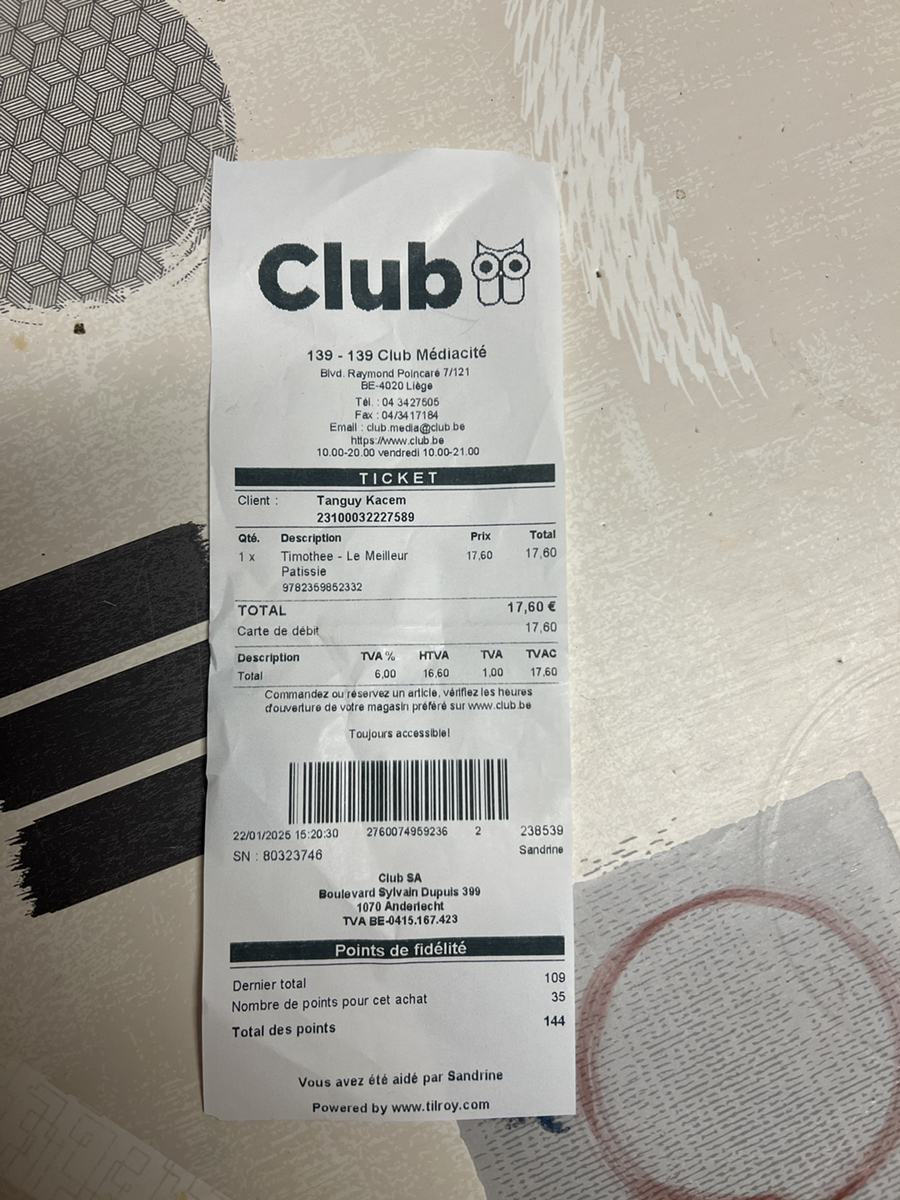 Club
139 - 139 Club Médiacité
Blvd. Raymond Poincaré 7/121
BE-4020 Liège
Tél. : 04 3427605
Fax : 04/3417184
Email : club.media@club.be
https://www.club.be
10.00-20.00 vendredi 10.00-21.00
TICKET
Client : Tanguy Kacem
23100032227589
Qté. Description Prix Total
1 x Timothee - Le Meilleur 17,60 17,60
Patissie
9782359852332
TOTAL 17,60 €
Carte de débit 17,60
Description TVA % HTVA TVA TVAC
Total 6,00 16,60 1,00 17,60
Commandez ou réservez un article, vérifiez les heures
d'ouverture de votre magasin préféré sur www.club.be
Toujours accessible!
22/01/2025 15:20:30 2760074959236 2 238539
SN : 80323746 Sandrine
Club SA
Boulevard Sylvain Dupuis 399
1070 Anderlecht
TVA BE-0415.167.423
Points de fidélité
Dernier total 109
Nombre de points pour cet achat 35
Total des points 144
Vous avez été aidé par Sandrine
Powered by www.tilroy.com